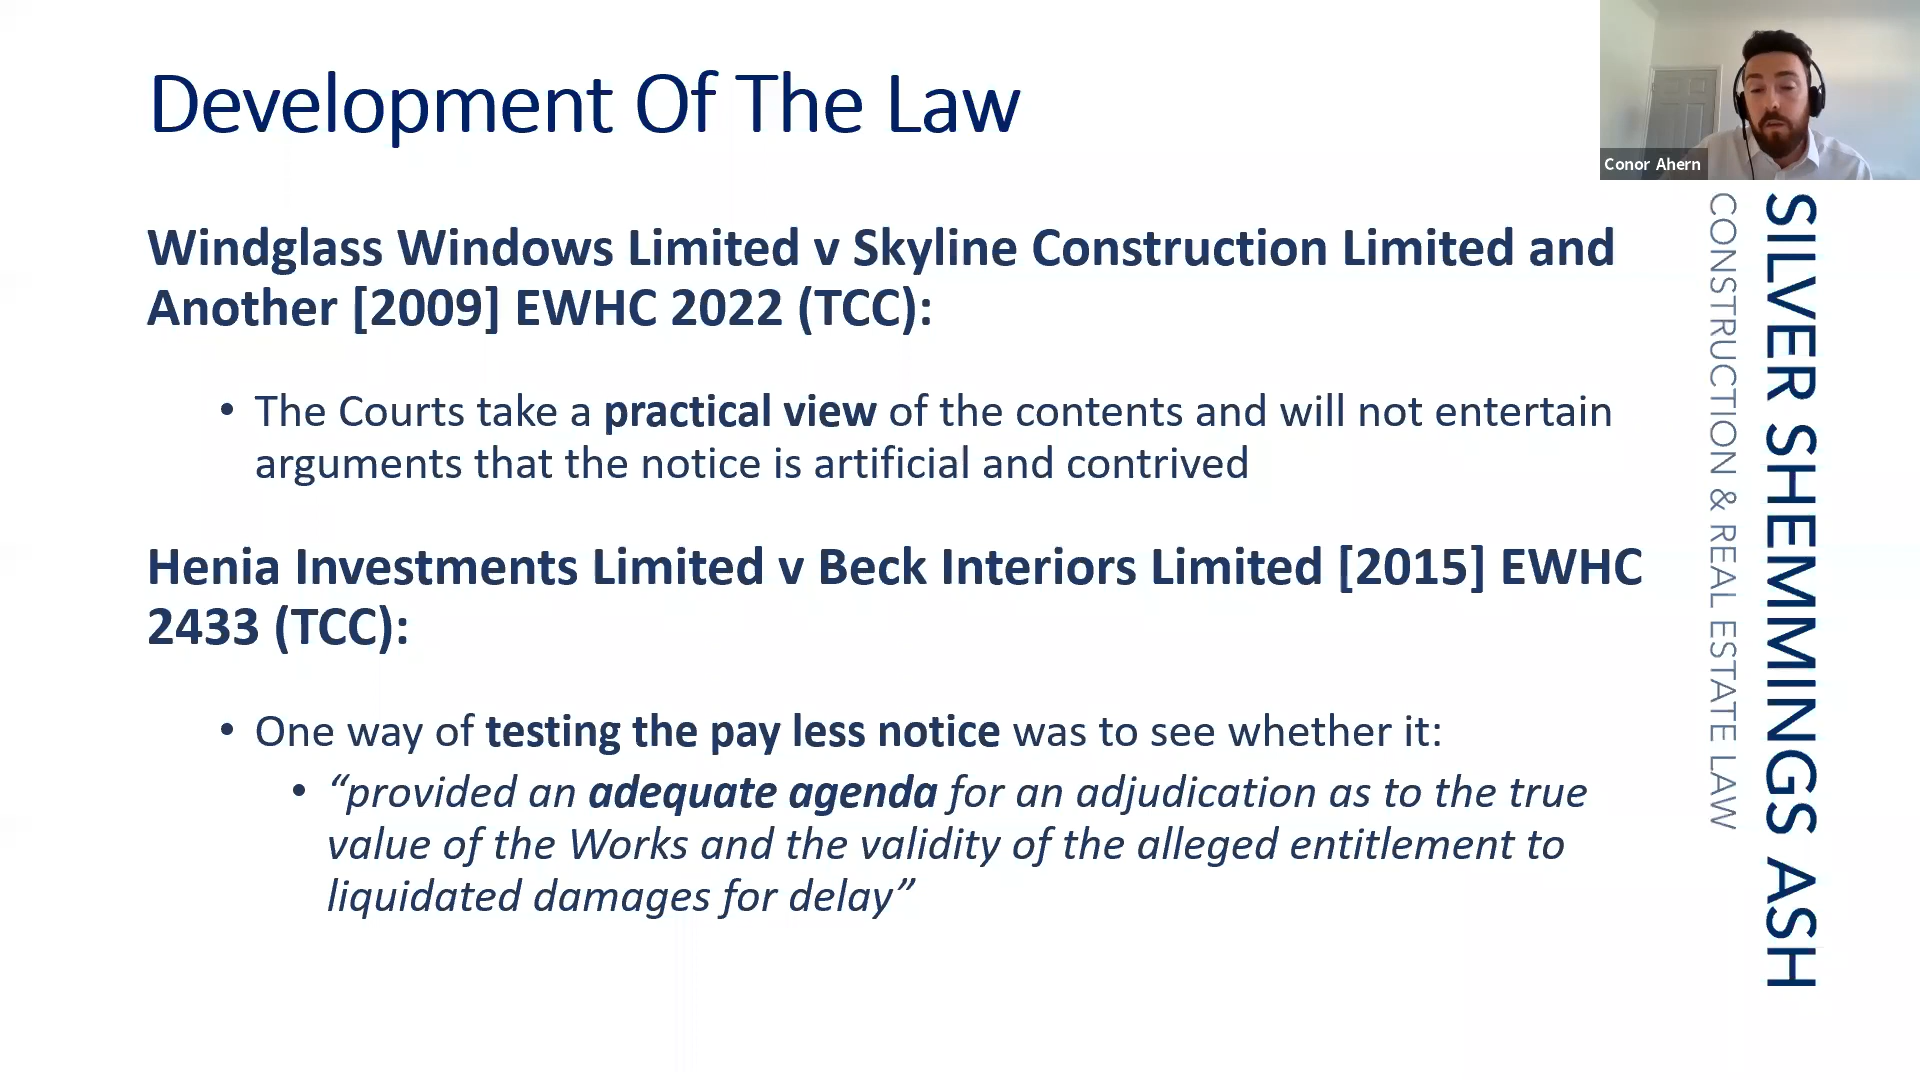 Development Of The Law
Conor Ahern
Windglass Windows Limited v Skyline Construction Limited and
Another [2009] EWHC 2022 (TCC):
• The Courts take a practical view of the contents and will not entertain
arguments that the notice is artificial and contrived
Henia Investments Limited v Beck Interiors Limited [2015] EWHC
2433 (TCC):
• One way of testing the pay less notice was to see whether it:
• “provided an adequate agenda for an adjudication as to the true
value of the Works and the validity of the alleged entitlement to
liquidated damages for delay”
SILVER SHEMMINGS ASH
CONSTRUCTION & REAL ESTATE LAW